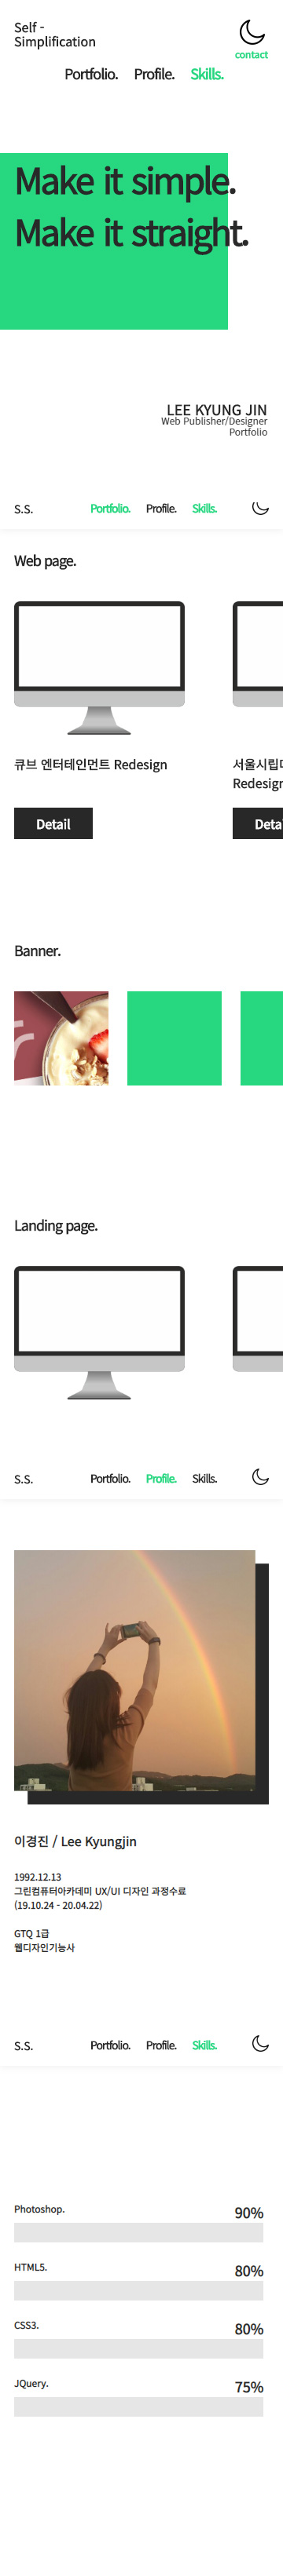 Self -
Simplification
contact
Portfolio. Profile. Skills.
Make it simple.
Make it straight.
LEE KYUNG JIN
Web Publisher/Designer
Portfolio
S.S. Portfolio. Profile. Skills.
Web page.
큐브 엔터테인먼트 Redesign
서울시립
Redesign
Detail
Detai
Banner.
Landing page.
S.S. Portfolio. Profile. Skills.
이경진 / Lee Kyungjin
1992.12.13
그린컴퓨터아카데미 UX/UI 디자인 과정수료
(19.10.24 - 20.04.22)
GTQ 1급
웹디자인기능사
S.S. Portfolio. Profile. Skills.
Photoshop. 90%
HTML5. 80%
CSS3. 80%
JQuery. 75%